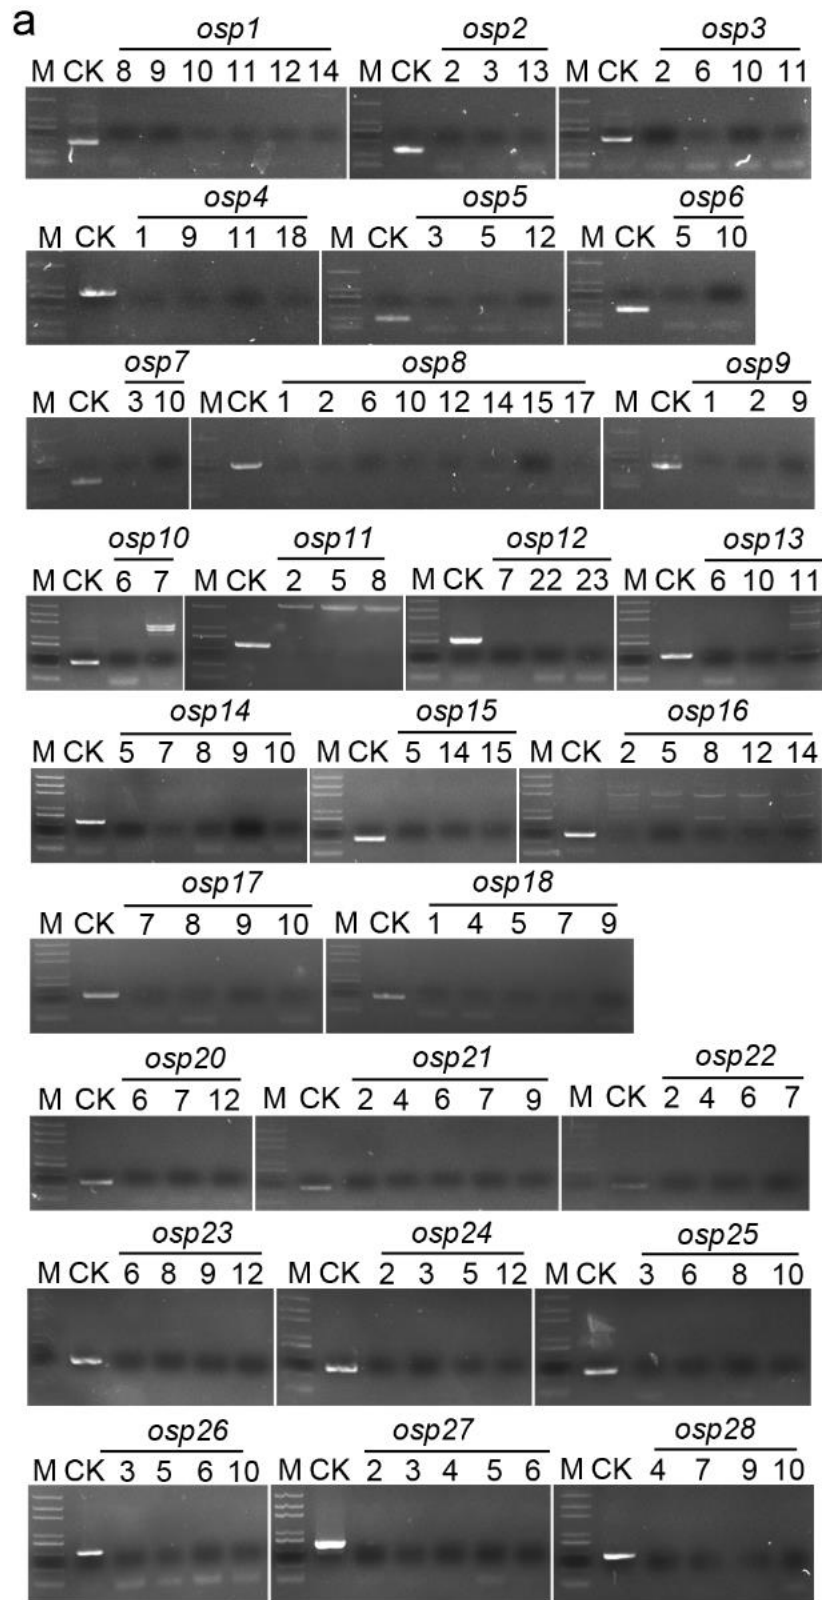 a
osp1 osp2 osp3
M CK 8 9 10 11 12 14 M CK 2 3 13 M CK 2 6 10 11
osp4 osp5 osp6
M CK 1 9 11 18 M CK 3 5 12 M CK 5 10
osp7 osp8 osp9
M CK 3 10 M CK 1 2 6 10 12 14 15 17 M CK 1 2 9
osp10 osp11 osp12 osp13
M CK 6 7 M CK 2 5 8 M CK 7 22 23 M CK 6 10 11
osp14 osp15 osp16
M CK 5 7 8 9 10 M CK 5 14 15 M CK 2 5 8 12 14
osp17 osp18
M CK 7 8 9 10 M CK 1 4 5 7 9
osp20 osp21 osp22
M CK 6 7 12 M CK 2 4 6 7 9 M CK 2 4 6 7
osp23 osp24 osp25
M CK 6 8 9 12 M CK 2 3 5 12 M CK 3 6 8 10
osp26 osp27 osp28
M CK 3 5 6 10 M CK 2 3 4 5 6 M CK 4 7 9 10